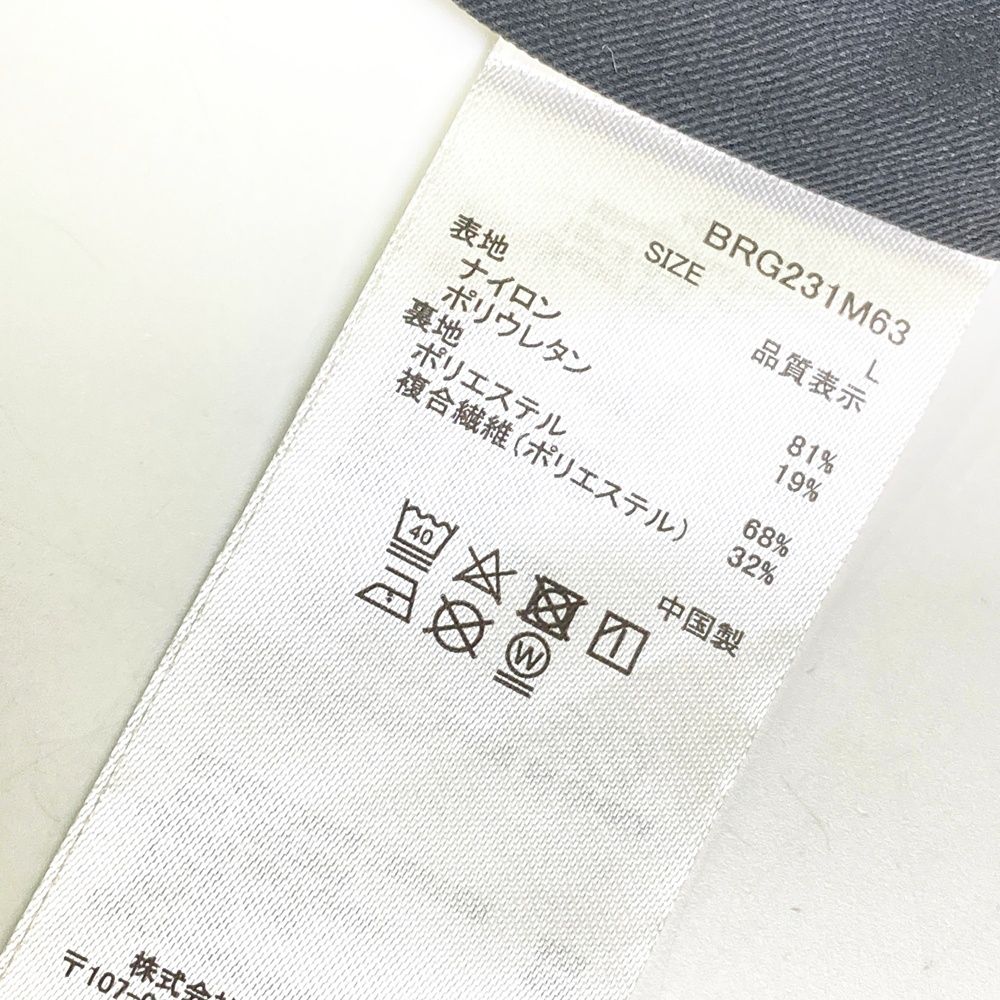 BRG231M63
SIZE L
品質表示
表地
ナイロン 81%
ポリウレタン 19%
裏地
ポリエステル 68%
複合繊維(ポリエステル) 32%
中国製
40
W
株式会
〒107-0